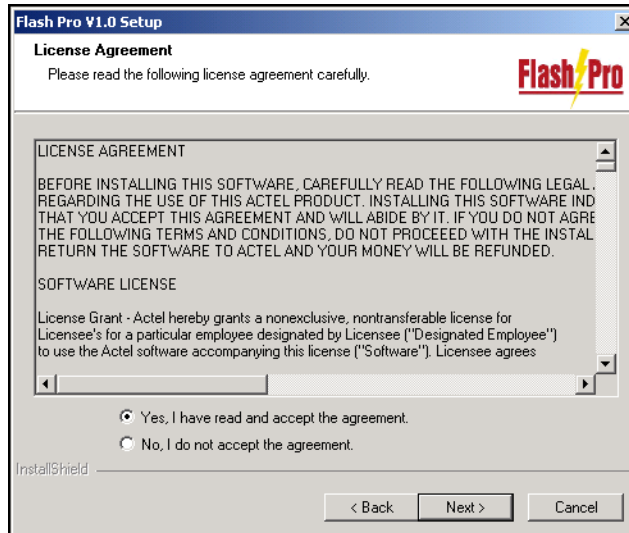 Flash Pro V1.0 Setup
License Agreement
Please read the following license agreement carefully.
Flash Pro
LICENSE AGREEMENT
BEFORE INSTALLING THIS SOFTWARE, CAREFULLY READ THE FOLLOWING LEGAL
REGARDING THE USE OF THIS ACTEL PRODUCT. INSTALLING THIS SOFTWARE IND
THAT YOU ACCEPT THIS AGREEMENT AND WILL ABIDE BY IT. IF YOU DO NOT AGRE
THE FOLLOWING TERMS AND CONDITIONS, DO NOT PROCEEED WITH THE INSTAL
RETURN THE SOFTWARE TO ACTEL AND YOUR MONEY WILL BE REFUNDED.
SOFTWARE LICENSE
License Grant - Actel hereby grants a nonexclusive, nontransferable license for
Licensee's for a particular employee designated by Licensee ("Designated Employee")
to use the Actel software accompanying this license ("Software"). Licensee agrees
Yes, I have read and accept the agreement.
No, I do not accept the agreement.
InstallShield
< Back Next > Cancel